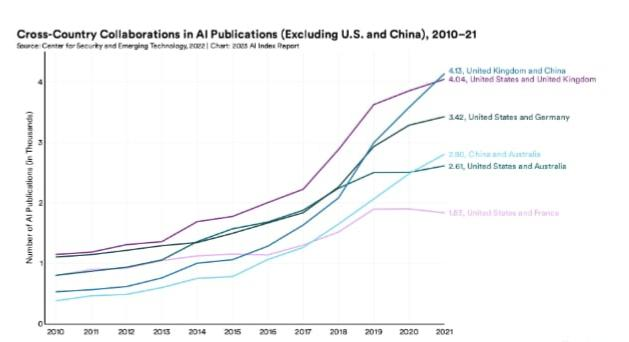 Cross-Country Collaborations in AI Publications (Excluding U.S. and China), 2010–21
Source: Center for Security and Emerging Technology, 2022 | Chart: 2023 AI Index Report
Number of AI Publications (in Thousands)
4
3
2
1
0
4.13, United Kingdom and China
4.04, United States and United Kingdom
3.42, United States and Germany
2.80, China and Australia
2.61, United States and Australia
1.83, United States and France
2010 2011 2012 2013 2014 2015 2016 2017 2018 2019 2020 2021